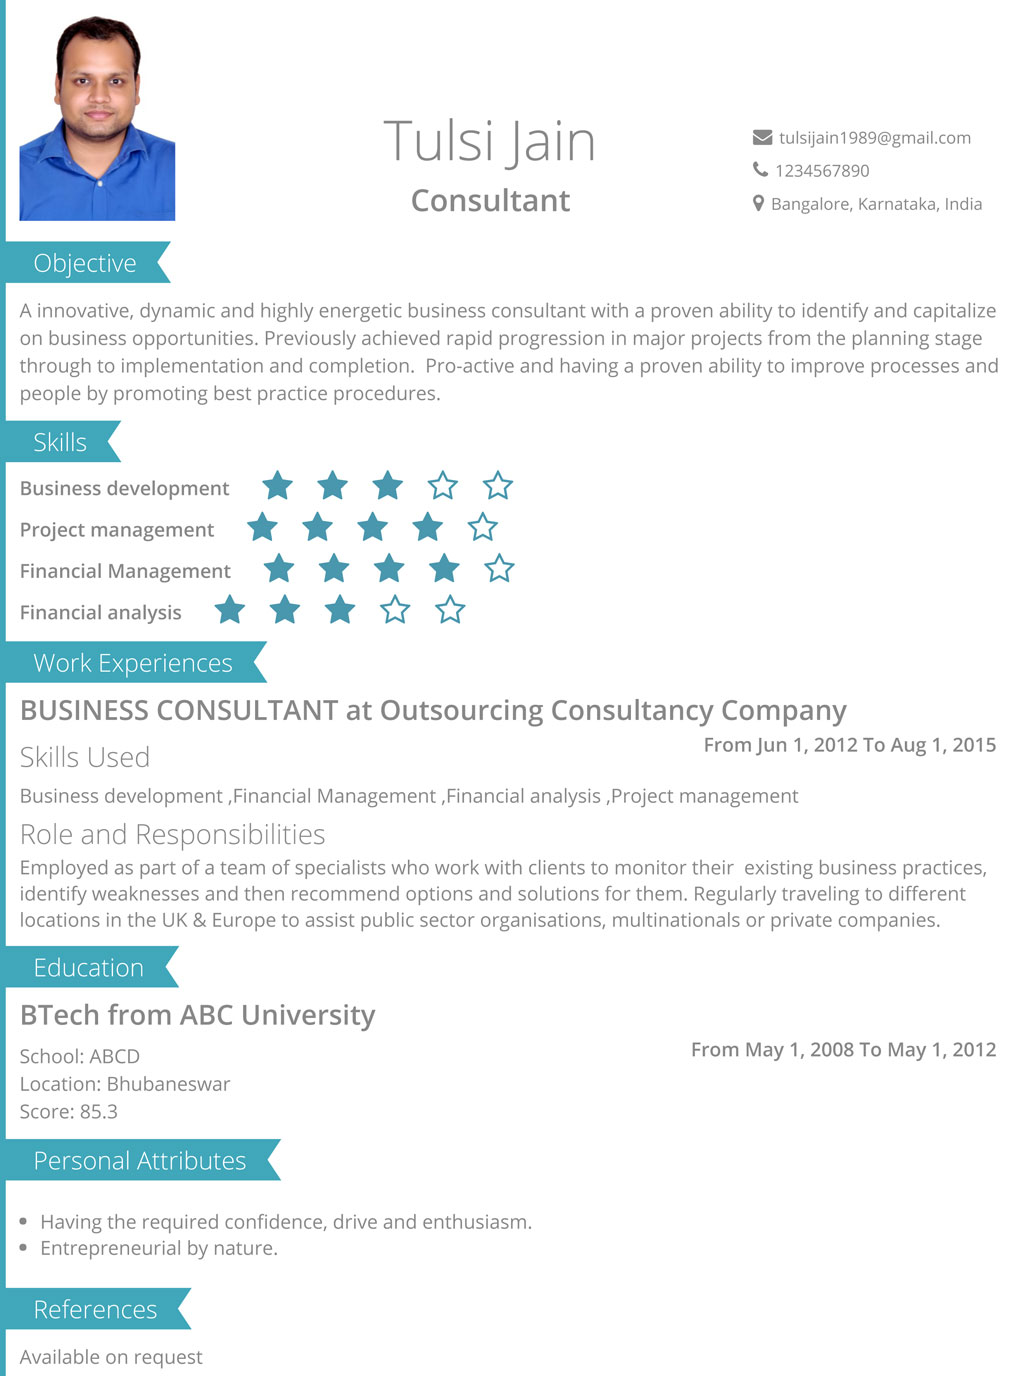 Tulsi Jain
Consultant
tulsijain1989@gmail.com
1234567890
Bangalore, Karnataka, India
Objective
A innovative, dynamic and highly energetic business consultant with a proven ability to identify and capitalize
on business opportunities. Previously achieved rapid progression in major projects from the planning stage
through to implementation and completion.  Pro-active and having a proven ability to improve processes and
people by promoting best practice procedures.
Skills
Business development
Project management
Financial Management
Financial analysis
Work Experiences
BUSINESS CONSULTANT at Outsourcing Consultancy Company
From Jun 1, 2012 To Aug 1, 2015
Skills Used
Business development ,Financial Management ,Financial analysis ,Project management
Role and Responsibilities
Employed as part of a team of specialists who work with clients to monitor their  existing business practices,
identify weaknesses and then recommend options and solutions for them. Regularly traveling to different
locations in the UK & Europe to assist public sector organisations, multinationals or private companies.
Education
BTech from ABC University
From May 1, 2008 To May 1, 2012
School: ABCD
Location: Bhubaneswar
Score: 85.3
Personal Attributes
Having the required confidence, drive and enthusiasm.
Entrepreneurial by nature.
References
Available on request